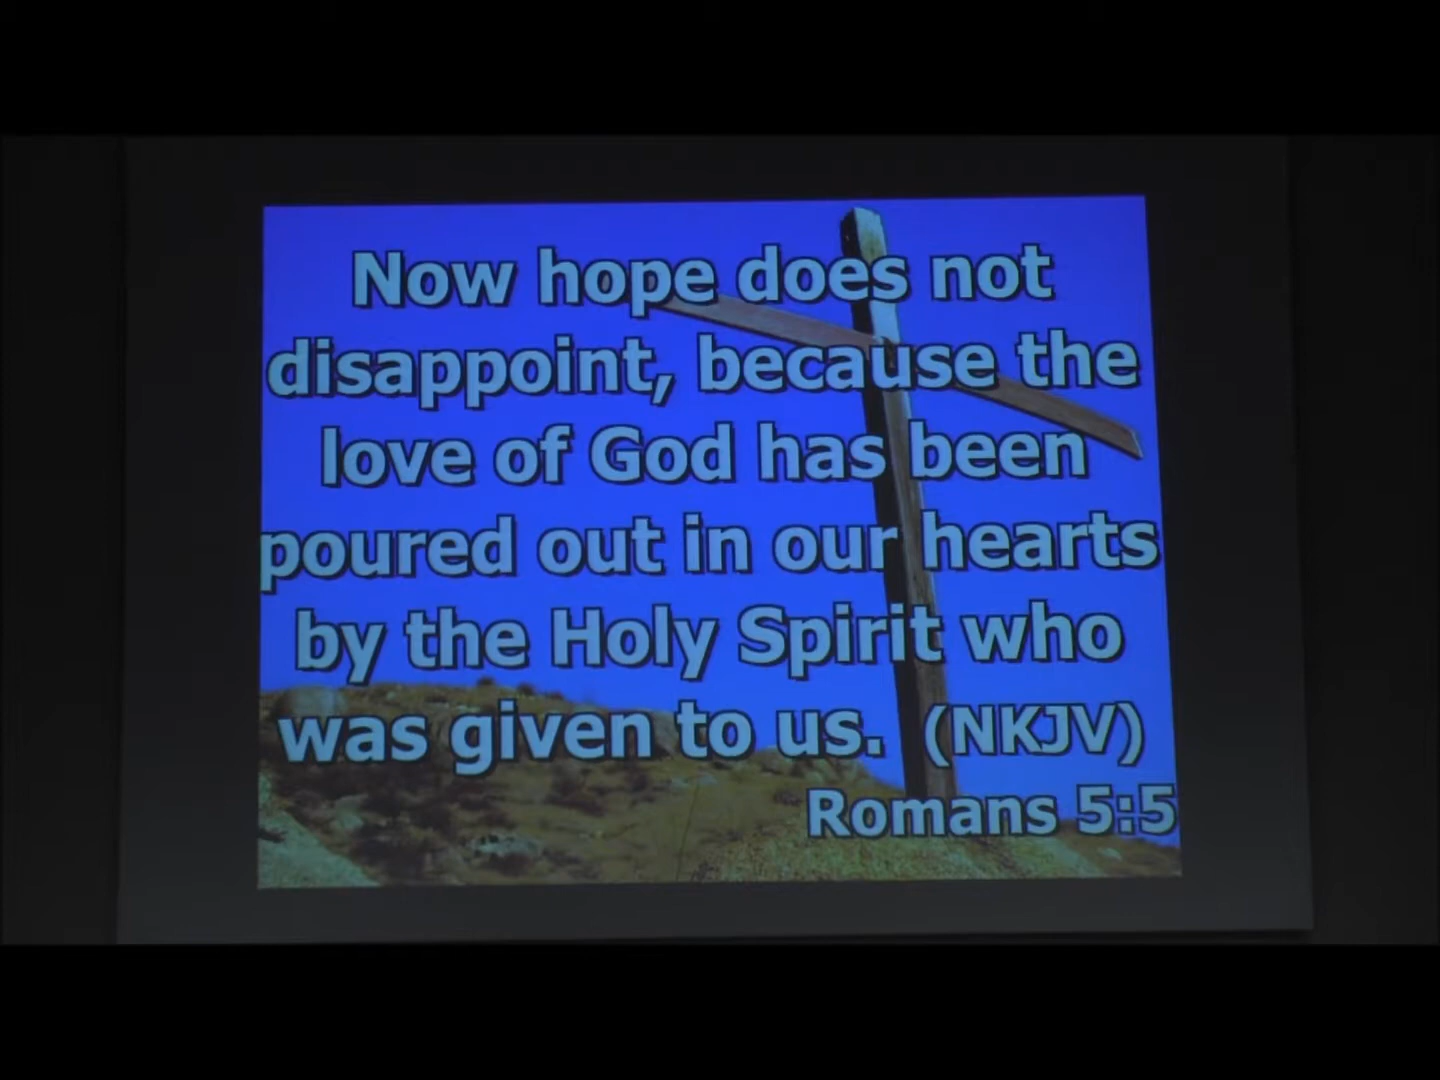 Now hope does not
disappoint, because the
love of God has been
poured out in our hearts
by the Holy Spirit who
was given to us. (NKJV)
Romans 5:5